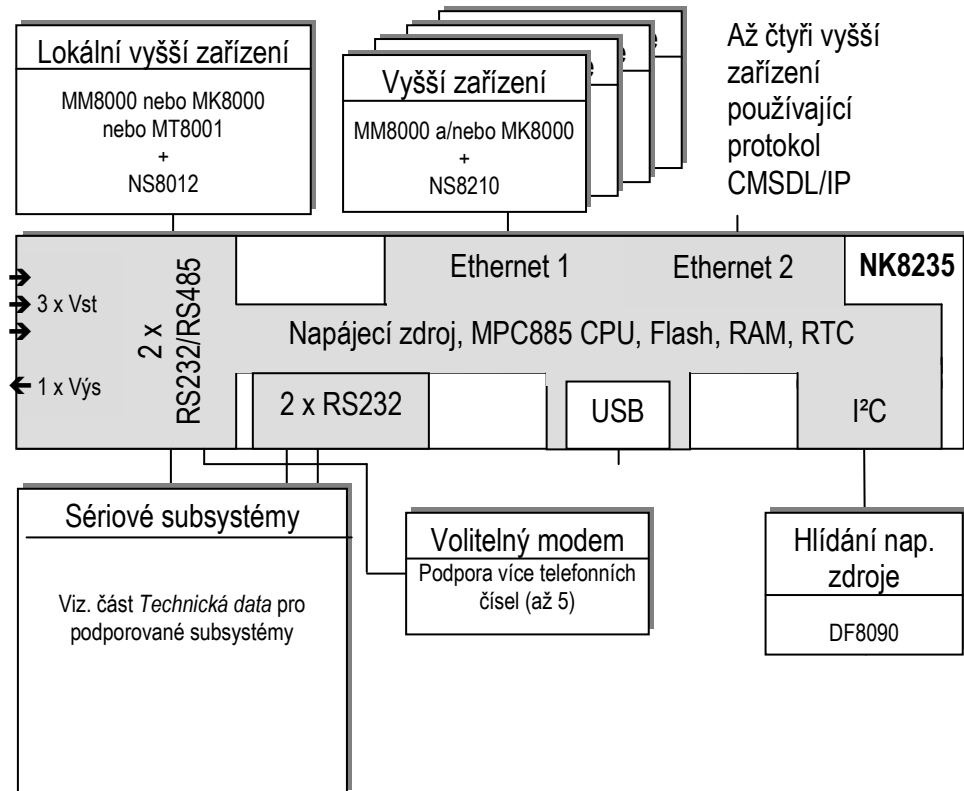 Lokální vyšší zařízení
MM8000 nebo MK8000
nebo MT8001
+
NS8012
Vyšší zařízení
MM8000 a/nebo MK8000
+
NS8210
e
e
e
Až čtyři vyšší
zařízení
používající
protokol
CMSDL/IP
3 x Vst
1 x Výs
2 x
RS232/RS485
Ethernet 1
Ethernet 2
NK8235
Napájecí zdroj, MPC885 CPU, Flash, RAM, RTC
2 x RS232
USB
I²C
Sériové subsystémy
Viz. část Technická data pro
podporované subsystémy
Volitelný modem
Podpora více telefonních
čísel (až 5)
Hlídání nap.
zdroje
DF8090